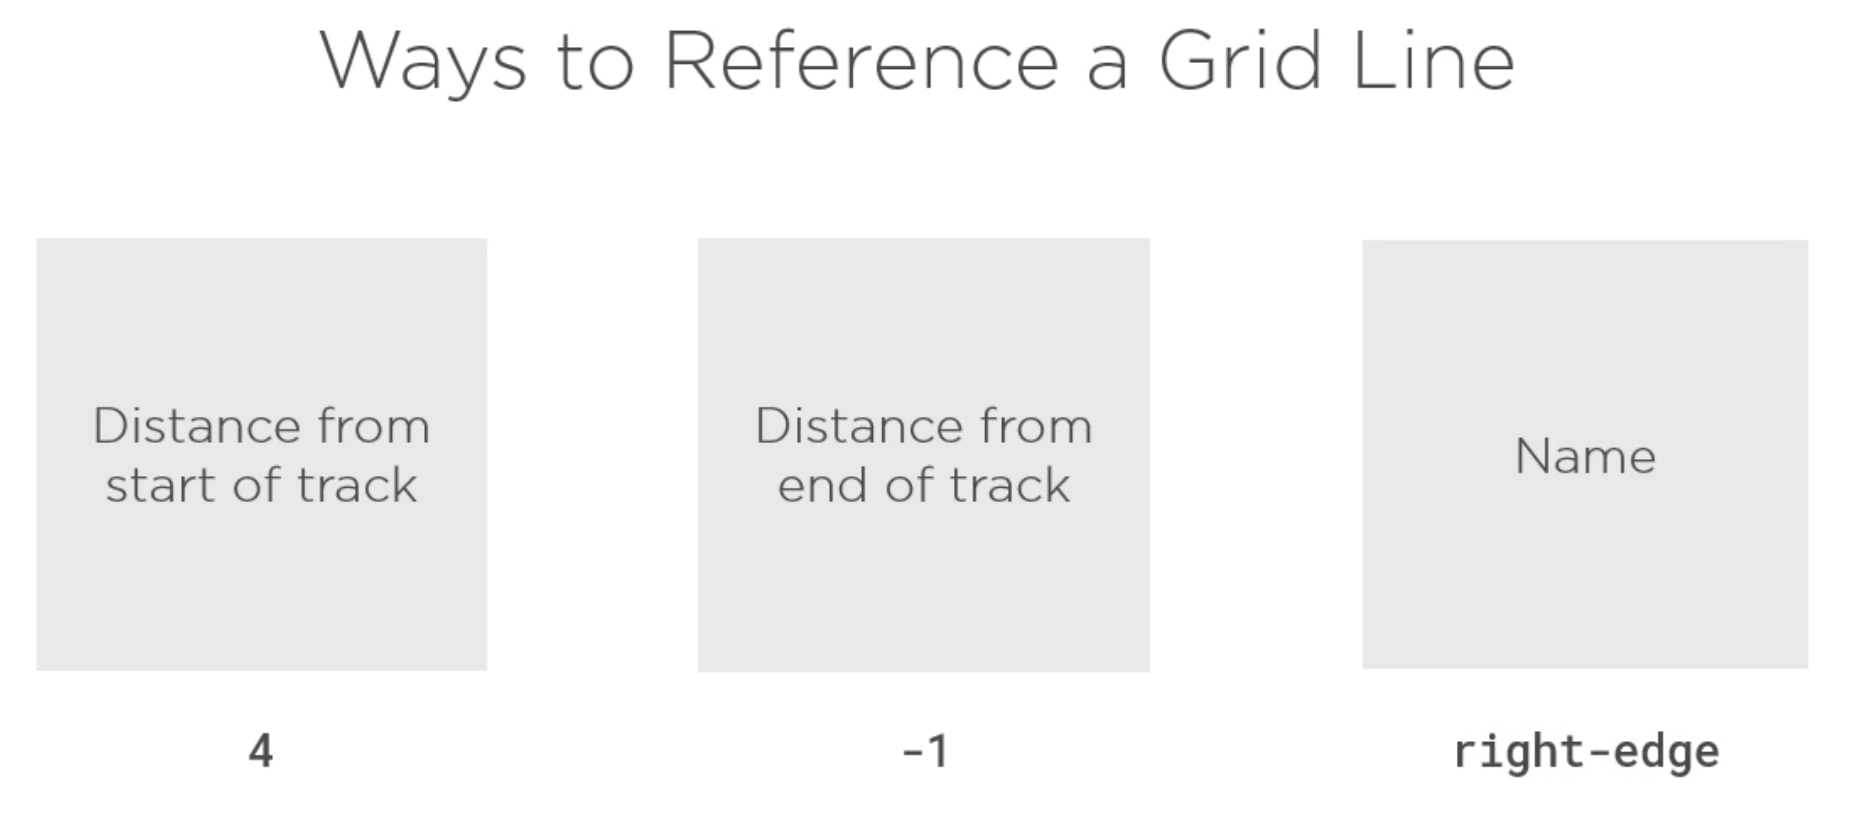 Ways to Reference a Grid Line
Distance from
start of track
Distance from
end of track
Name
4
-1
right-edge